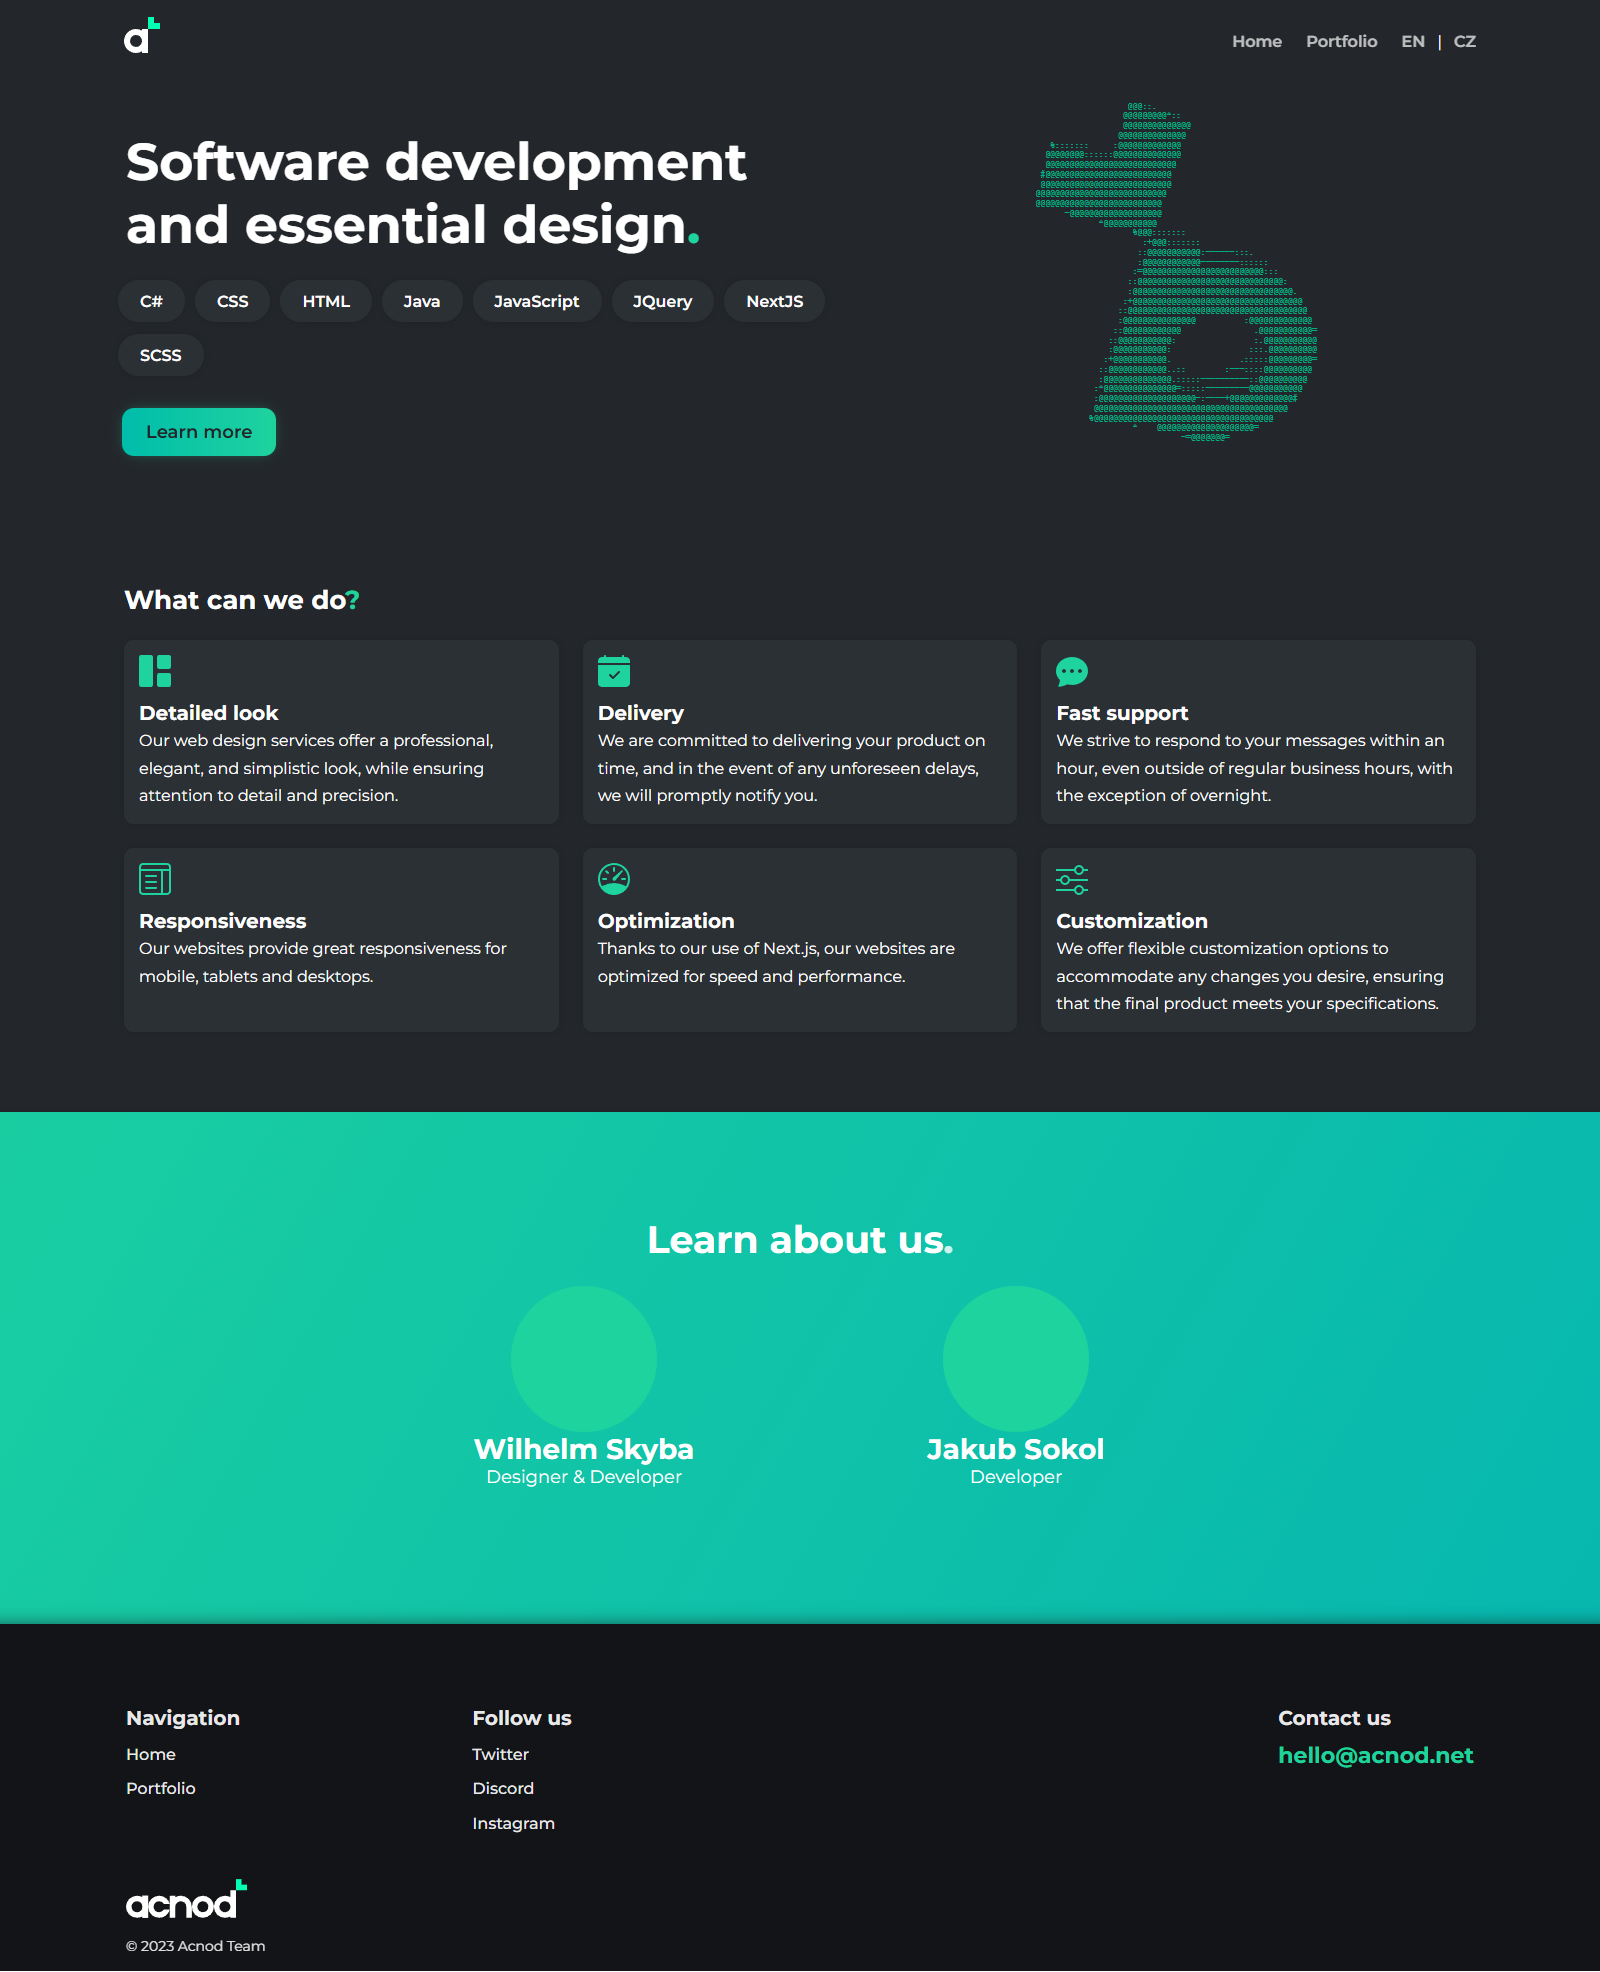 a
Home Portfolio EN | CZ
Software development
and essential design.
C# CSS HTML Java JavaScript JQuery NextJS
SCSS
Learn more
What can we do?
Detailed look
Our web design services offer a professional,
elegant, and simplistic look, while ensuring
attention to detail and precision.
Delivery
We are committed to delivering your product on
time, and in the event of any unforeseen delays,
we will promptly notify you.
Fast support
We strive to respond to your messages within an
hour, even outside of regular business hours, with
the exception of overnight.
Responsiveness
Our websites provide great responsiveness for
mobile, tablets and desktops.
Optimization
Thanks to our use of Next.js, our websites are
optimized for speed and performance.
Customization
We offer flexible customization options to
accommodate any changes you desire, ensuring
that the final product meets your specifications.
Learn about us.
Wilhelm Skyba
Designer & Developer
Jakub Sokol
Developer
Navigation
Home
Portfolio
Follow us
Twitter
Discord
Instagram
Contact us
hello@acnod.net
acnod
© 2023 Acnod Team